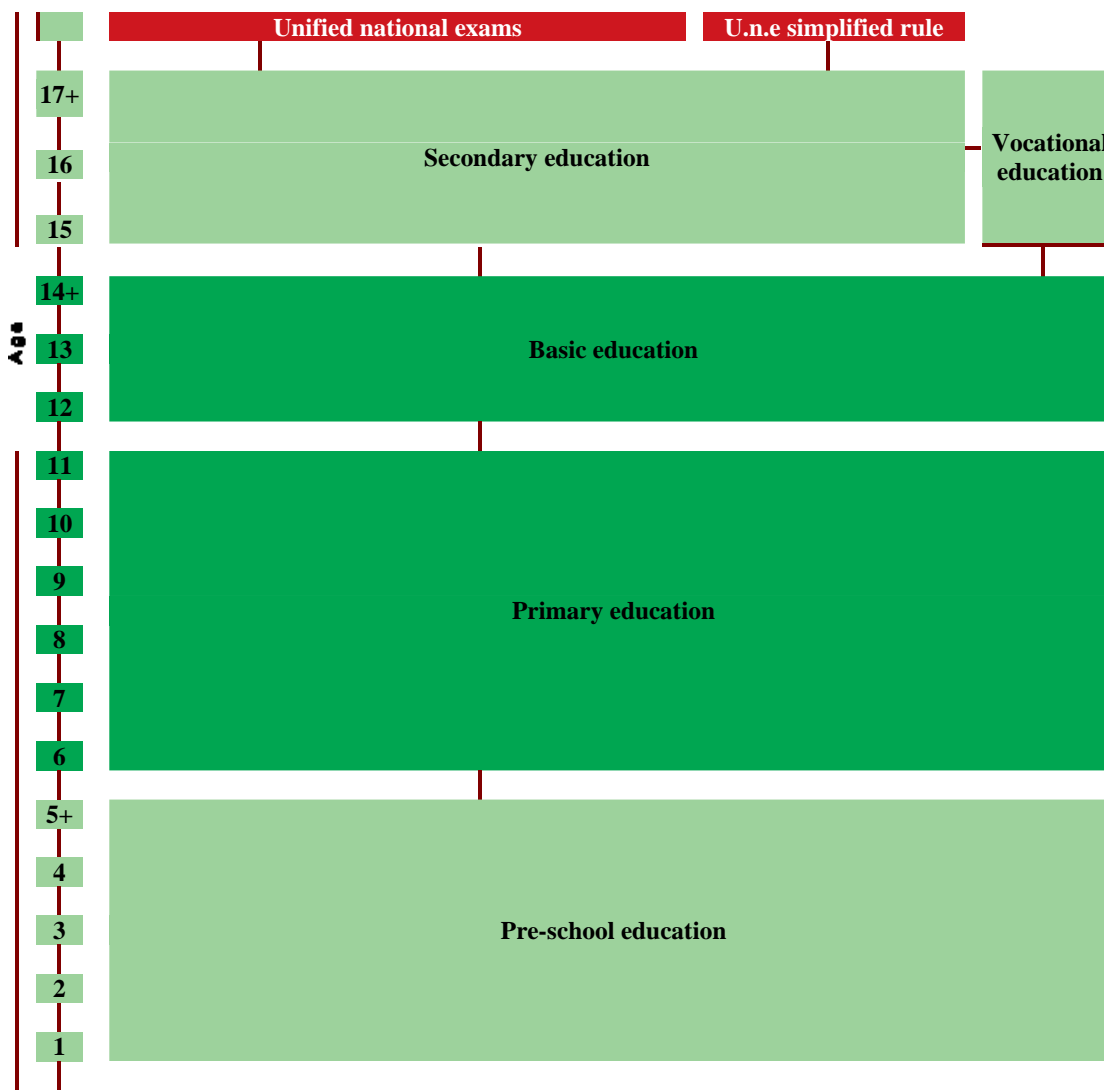 Unified national exams
U.n.e simplified rule
17+
16
15
Secondary education
Vocational
education
Age
14+
13
12
Basic education
11
10
9
8
7
6
Primary education
5+
4
3
2
1
Pre-school education